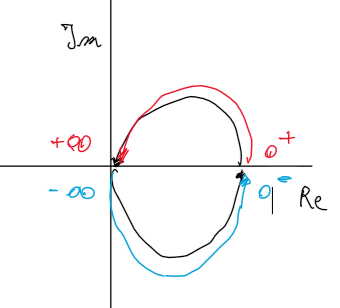 Im
+∞ 0⁺
-∞ 0⁻ Re